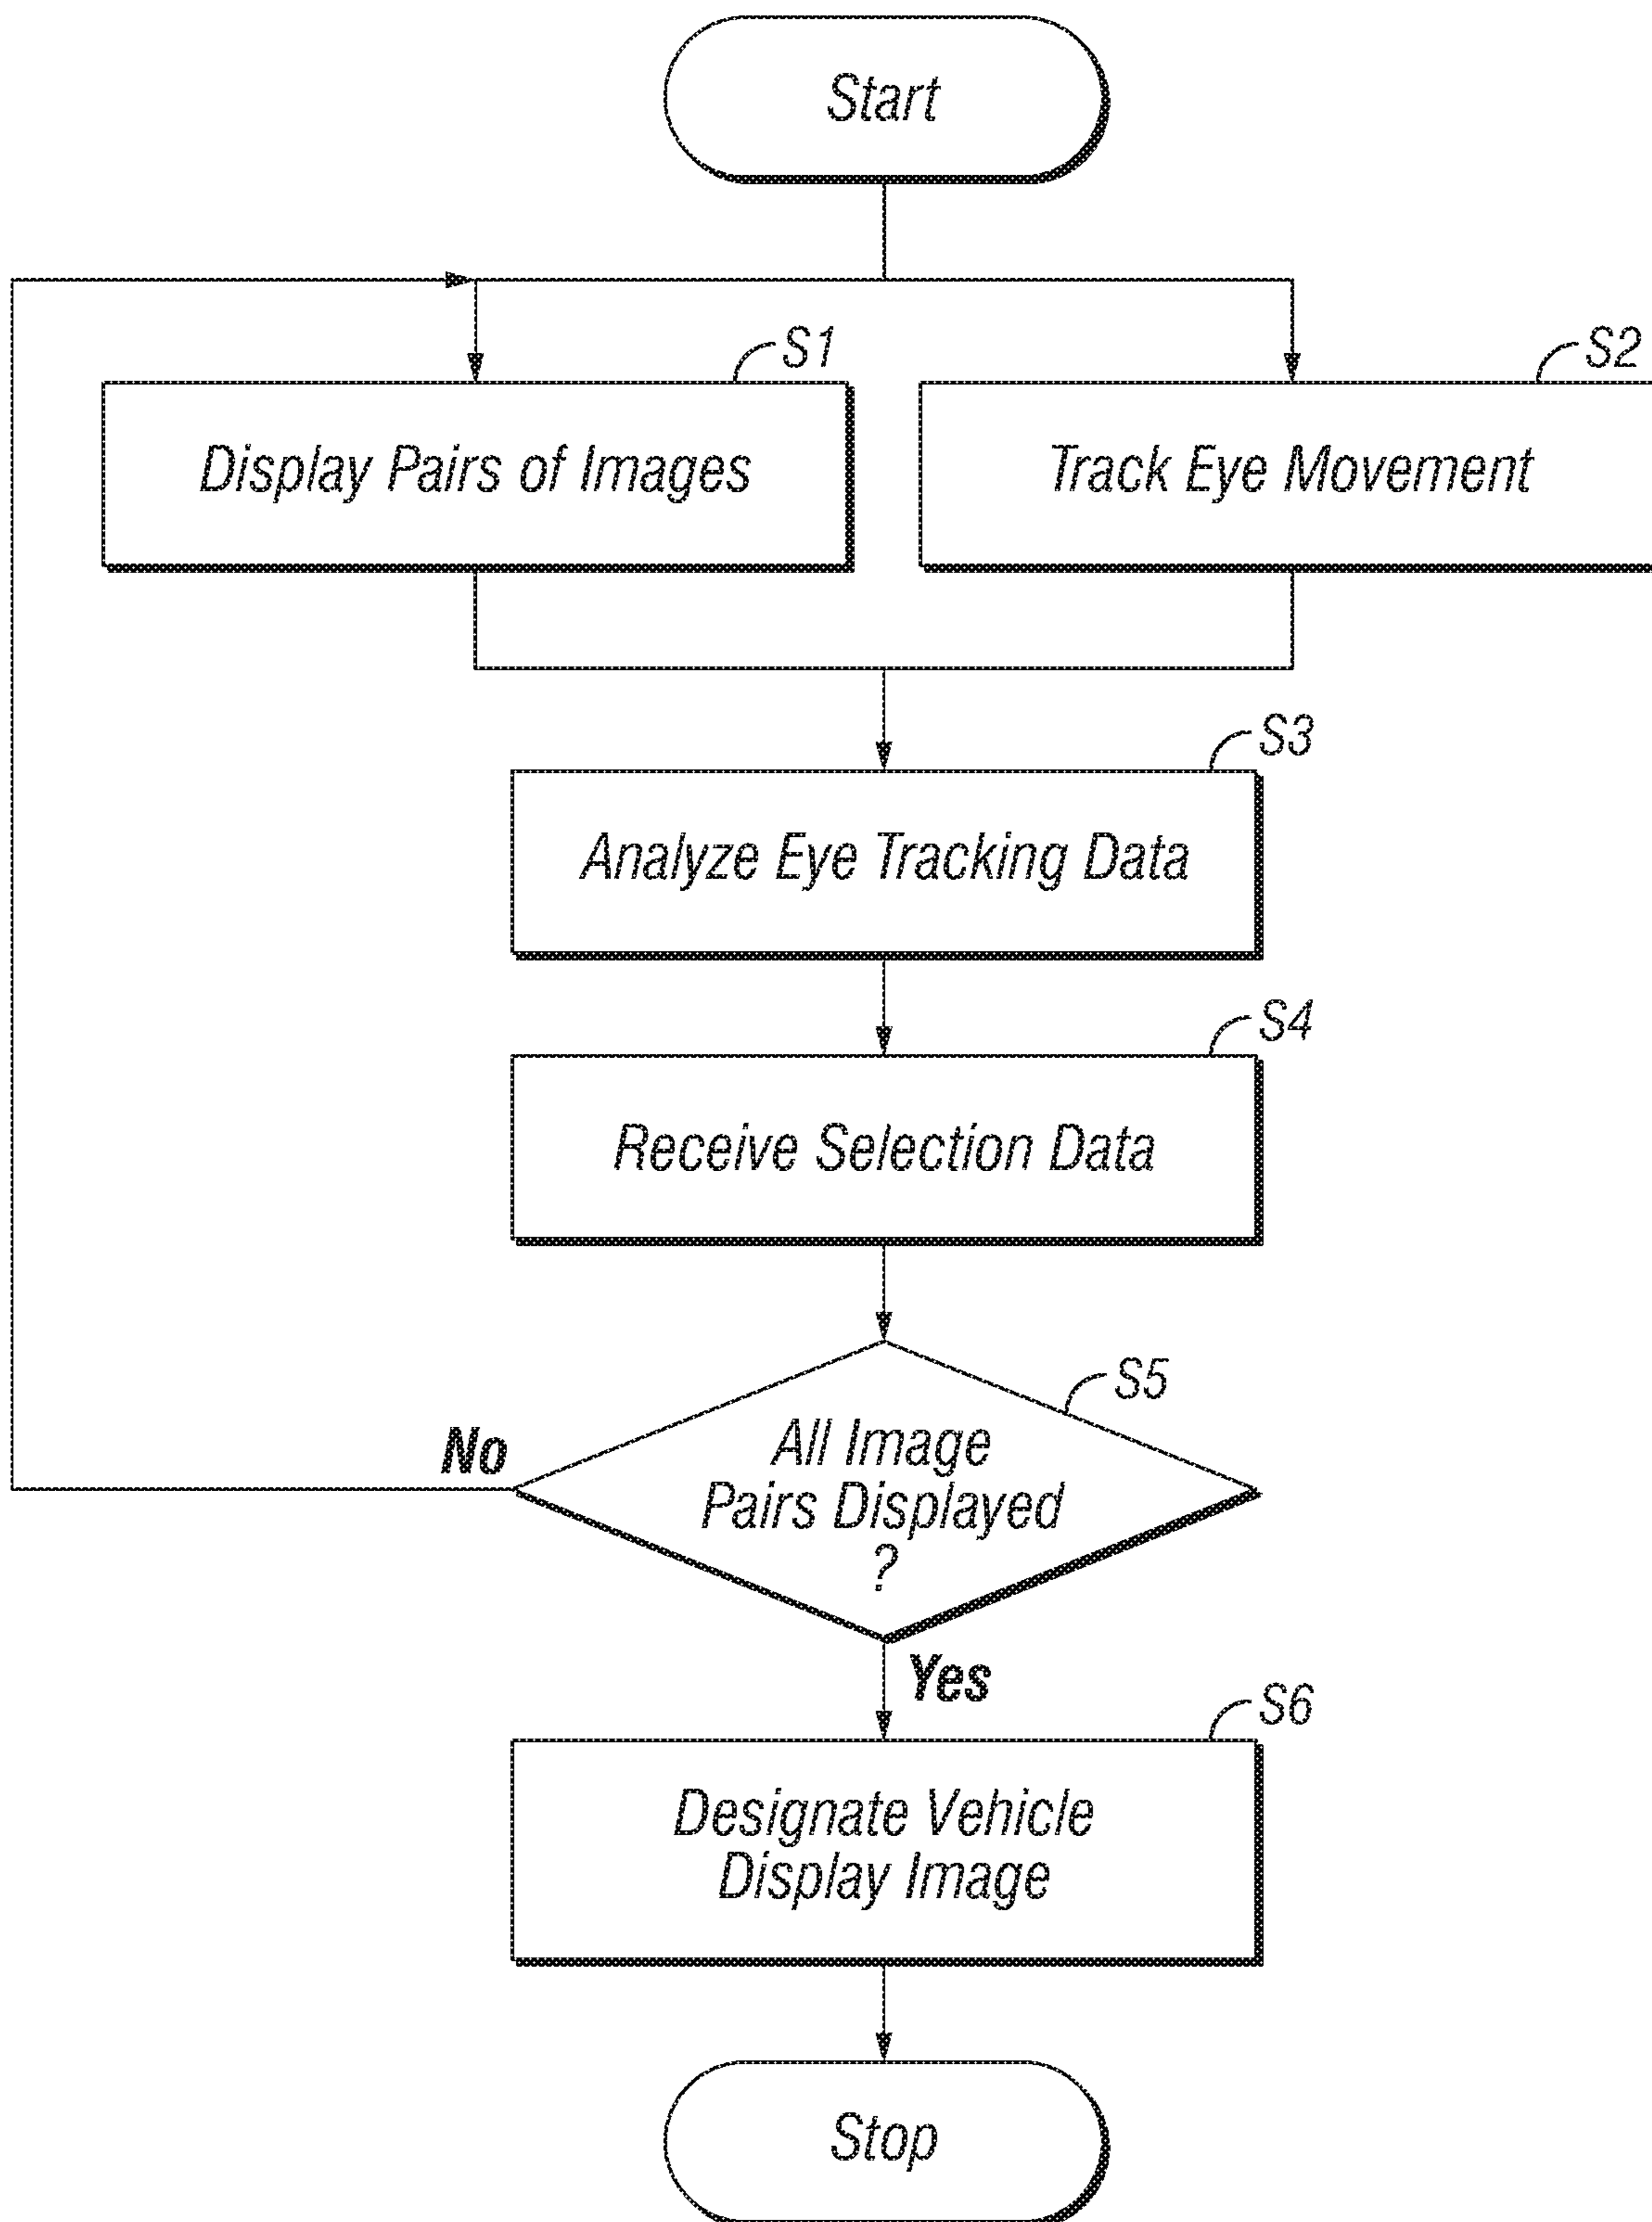 Start
S1
S2
Display Pairs of Images
Track Eye Movement
S3
Analyze Eye Tracking Data
S4
Receive Selection Data
S5
All Image
Pairs Displayed
?
No
Yes
S6
Designate Vehicle
Display Image
Stop